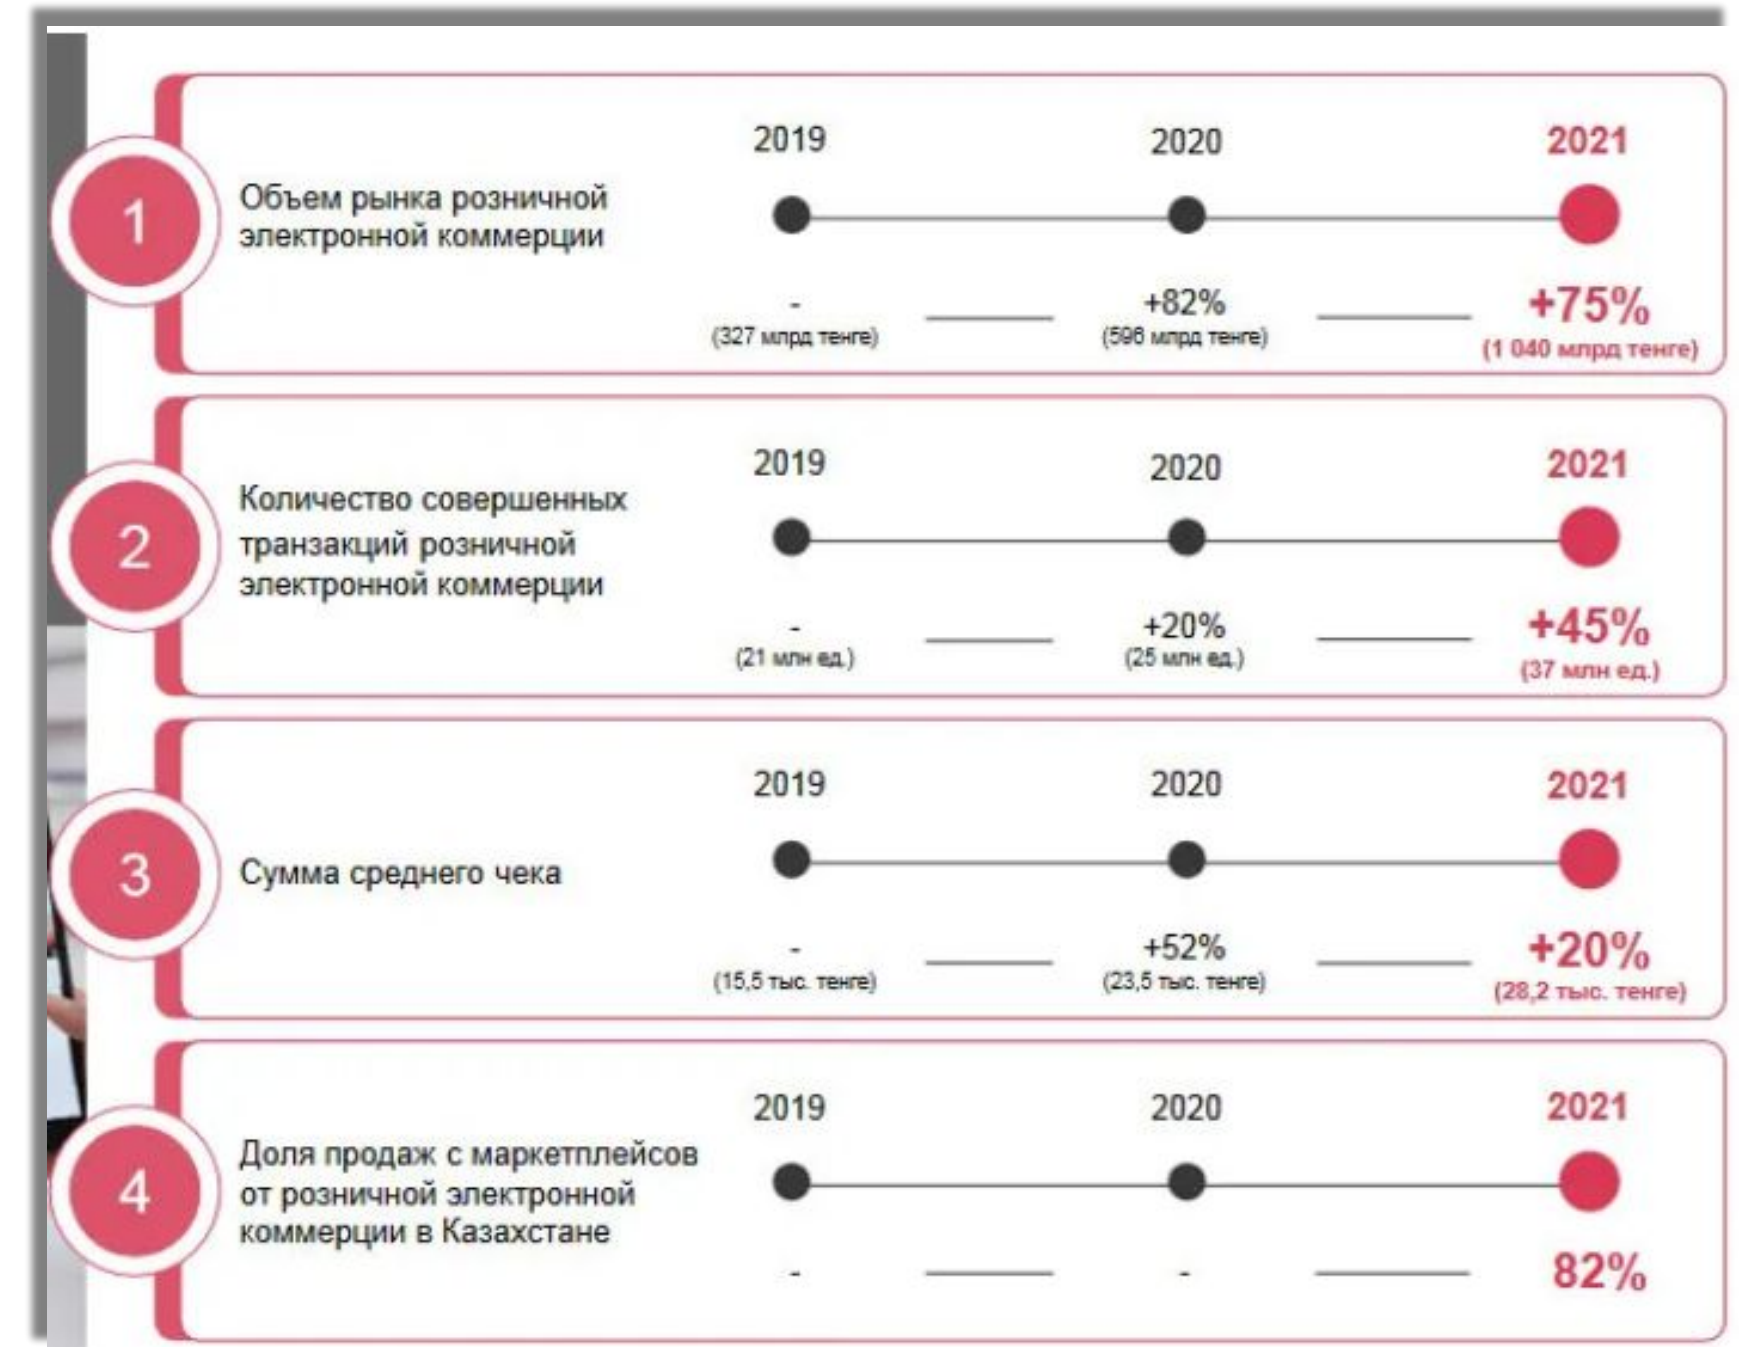 2019 2020 2021
1
Объем рынка розничной
электронной коммерции
- +82% +75%
(327 млрд тенге) (596 млрд тенге) (1 040 млрд тенге)
2019 2020 2021
2
Количество совершенных
транзакций розничной
электронной коммерции
- +20% +45%
(21 млн ед.) (25 млн ед.) (37 млн ед.)
2019 2020 2021
3
Сумма среднего чека
- +52% +20%
(15,5 тыс. тенге) (23,5 тыс. тенге) (28,2 тыс. тенге)
2019 2020 2021
4
Доля продаж с маркетплейсов
от розничной электронной
коммерции в Казахстане
- - 82%